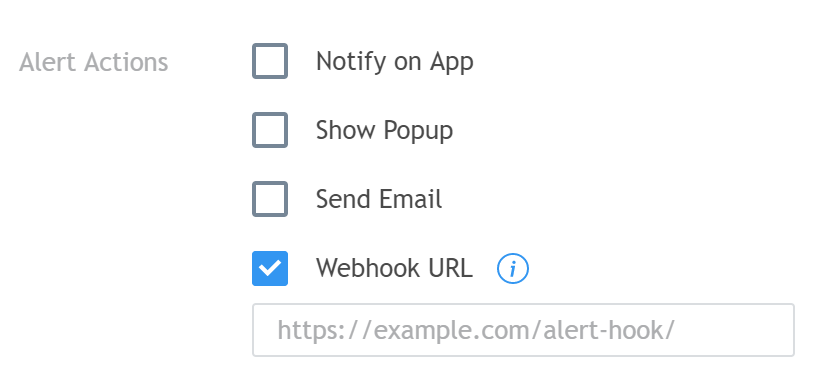 Alert Actions
Notify on App
Show Popup
Send Email
Webhook URL i
https://example.com/alert-hook/